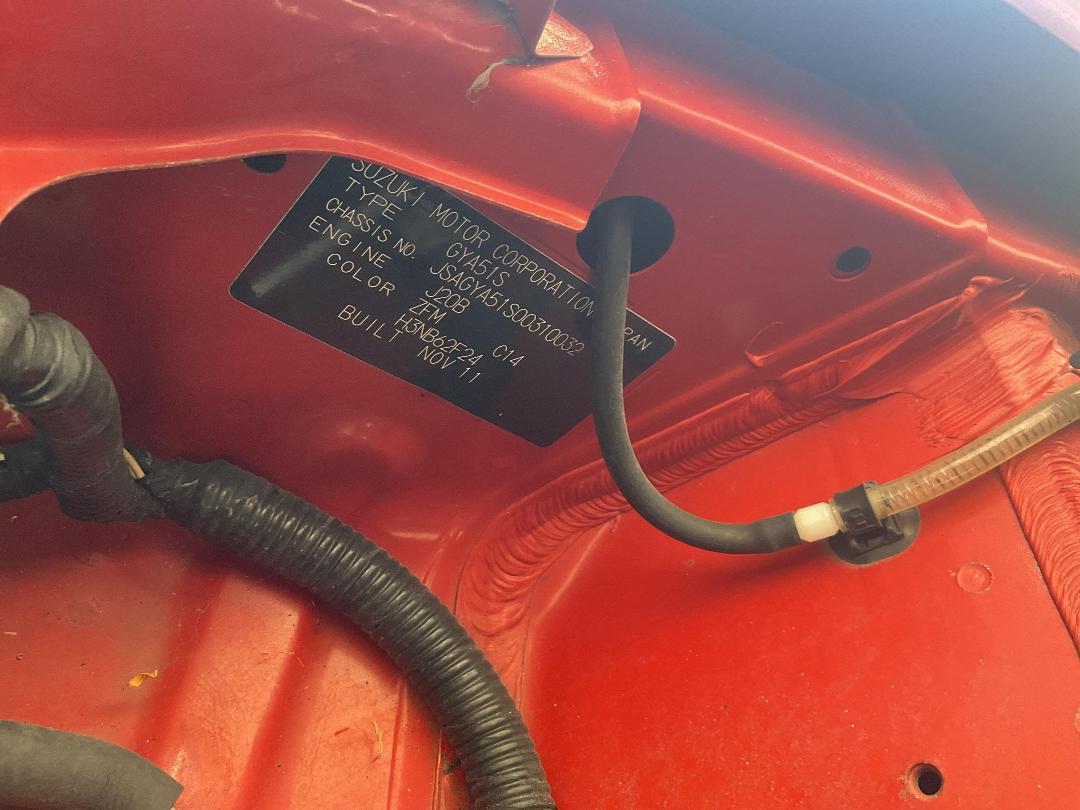 SUZUKI MOTOR CORPORATION JAPAN
TYPE GYA51S
CHASSIS NO. JSAGYA51S00310032
ENGINE J20B
COLOR ZFM C14
H3NB62F24
BUILT NOV 11